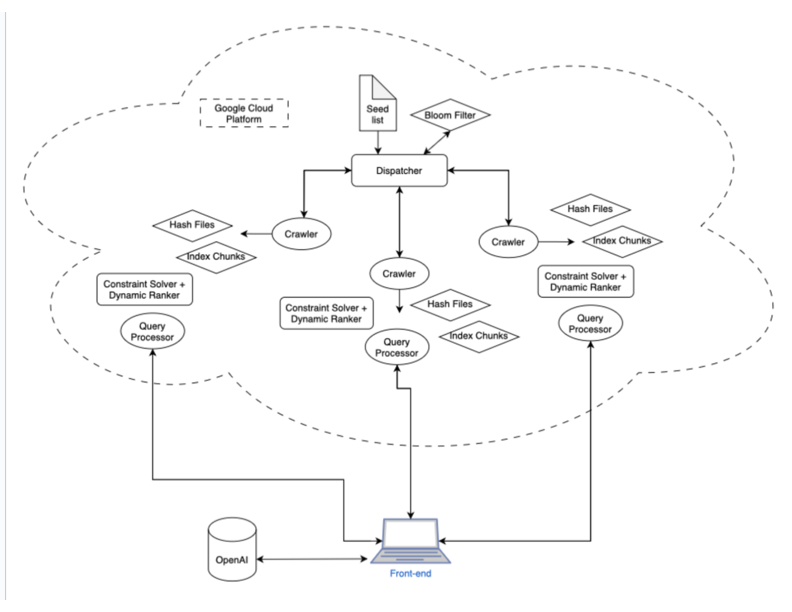 Google Cloud
Platform
Seed
list
Bloom Filter
Dispatcher
Hash Files
Index Chunks
Crawler
Constraint Solver +
Dynamic Ranker
Query
Processor
Crawler
Hash Files
Index Chunks
Constraint Solver +
Dynamic Ranker
Query
Processor
Crawler
Hash Files
Index Chunks
Constraint Solver +
Dynamic Ranker
Query
Processor
OpenAI
Front-end